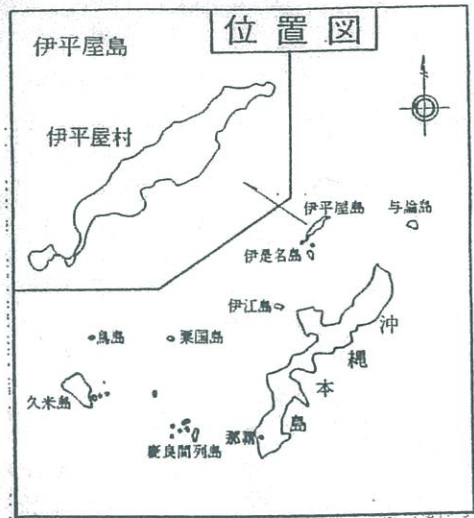 位置図
伊平屋島
伊平屋村
伊平屋島
与論島
伊是名島
伊江島
沖縄本島
鳥島
粟国島
久米島
慶良間列島
那覇